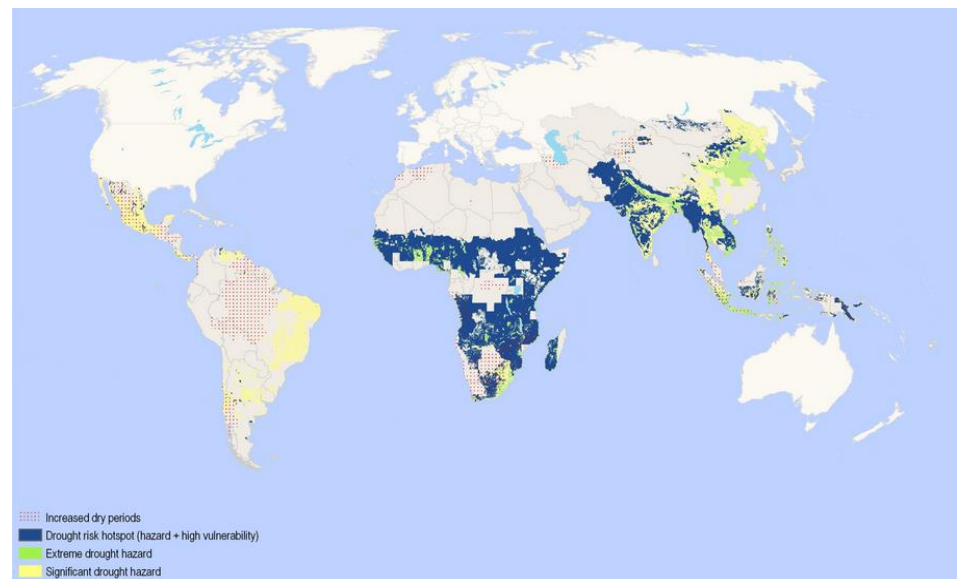 Increased dry periods
Drought risk hotspot (hazard + high vulnerability)
Extreme drought hazard
Significant drought hazard